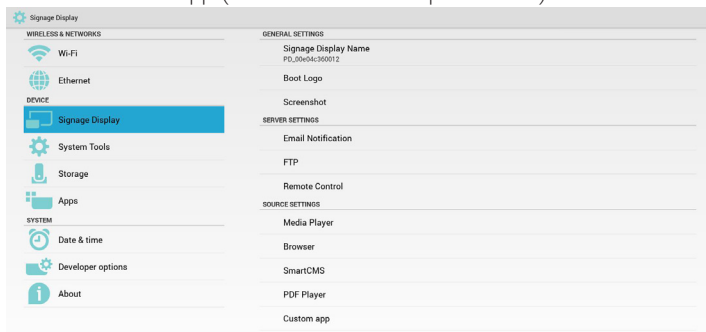 Signage Display
WIRELESS & NETWORKS
Wi-Fi
Ethernet
DEVICE
Signage Display
System Tools
Storage
Apps
SYSTEM
Date & time
Developer options
About
GENERAL SETTINGS
Signage Display Name
PD_00e04c360012
Boot Logo
Screenshot
SERVER SETTINGS
Email Notification
FTP
Remote Control
SOURCE SETTINGS
Media Player
Browser
SmartCMS
PDF Player
Custom app